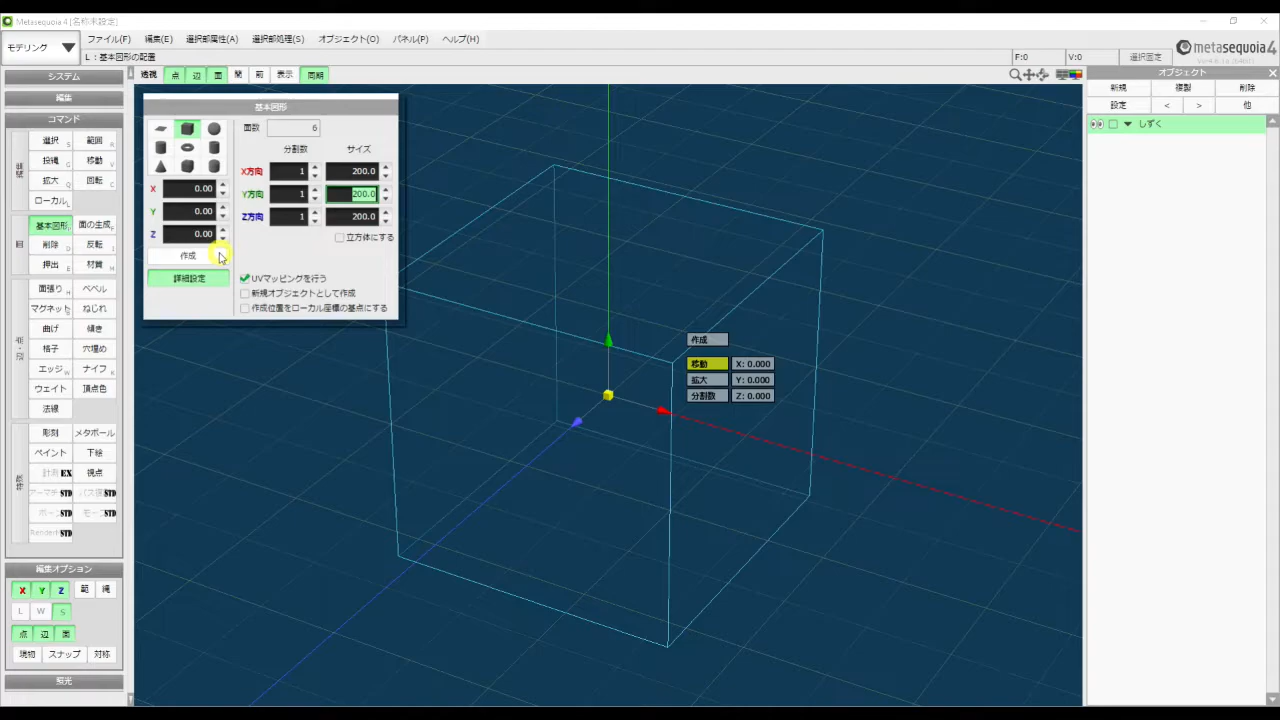 Metasequoia 4 [名称未設定]
モデリング
ファイル(F) 編集(E) 選択部属性(A) 選択部処理(S) オブジェクト(O) パネル(P) ヘルプ(H)
metasequoia4
L : 基本図形の配置 F:0 V:0 選択固定
システム
透視 点 辺 面 簡 前 表示 同期
オブジェクト
新規 複製 削除
設定 < > 他
しずく
編集
コマンド
選択 範囲
投縄 移動
拡大 回転
ローカル
基本図形 面の生成
削除 反転
押出 材質
面張り ベベル
マグネット ねじれ
曲げ 傾き
格子 穴埋め
エッジ ナイフ
ウェイト 頂点色
法線
彫刻 メタボール
ペイント 下絵
計測 EX 視点
STD STD
STD STD
STD
編集オプション
X Y Z 範 縄
L W S
点 辺 面
現物 スナップ 対称
照光
基本図形
面数 6
分割数 サイズ
X方向 1 200.0
Y方向 1 200.0
Z方向 1 200.0
立方体にする
X 0.00
Y 0.00
Z 0.00
作成
詳細設定
UVマッピングを行う
新規オブジェクトとして作成
作成位置をローカル座標の基点にする
作成
移動 X: 0.000
拡大 Y: 0.000
分割数 Z: 0.000